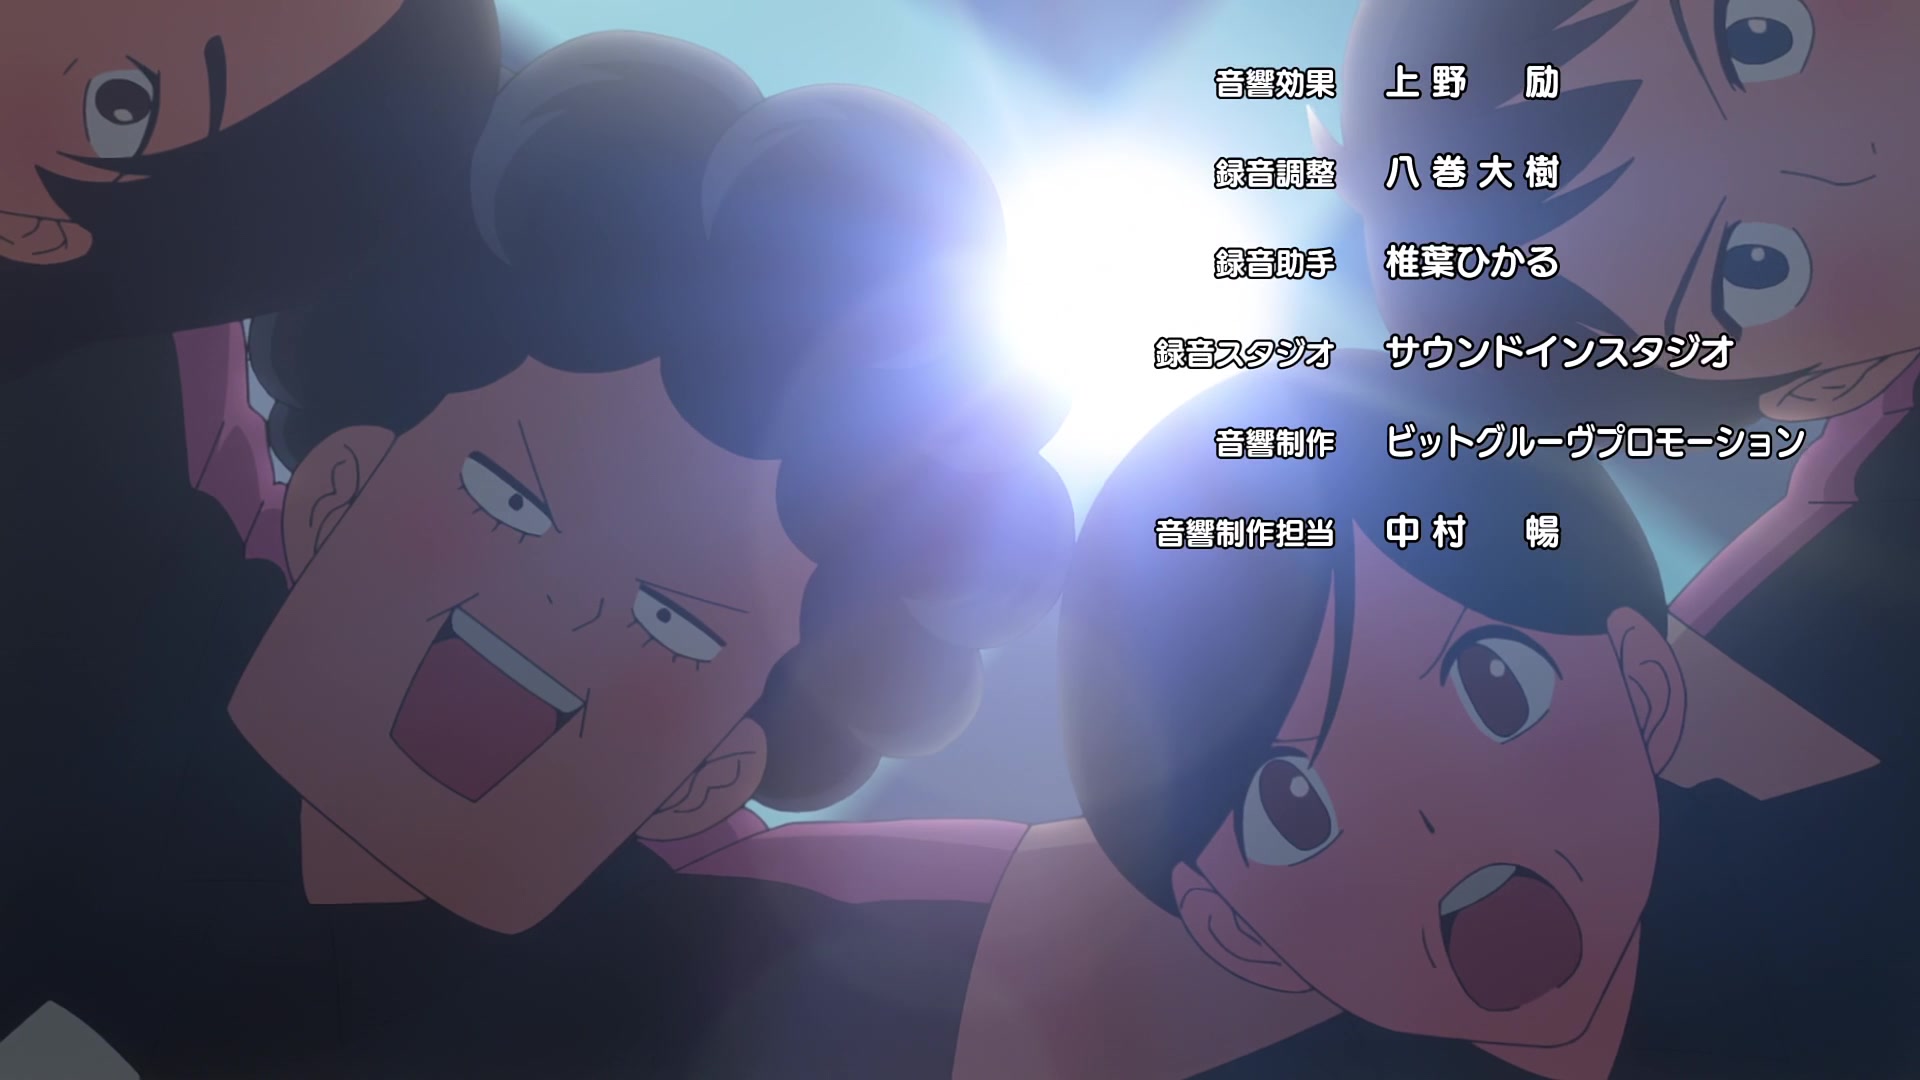 音響効果 上野 励
録音調整 八巻大樹
録音助手 椎葉ひかる
録音スタジオ サウンドインスタジオ
音響制作 ビットグルーヴプロモーション
音響制作担当 中村 暢